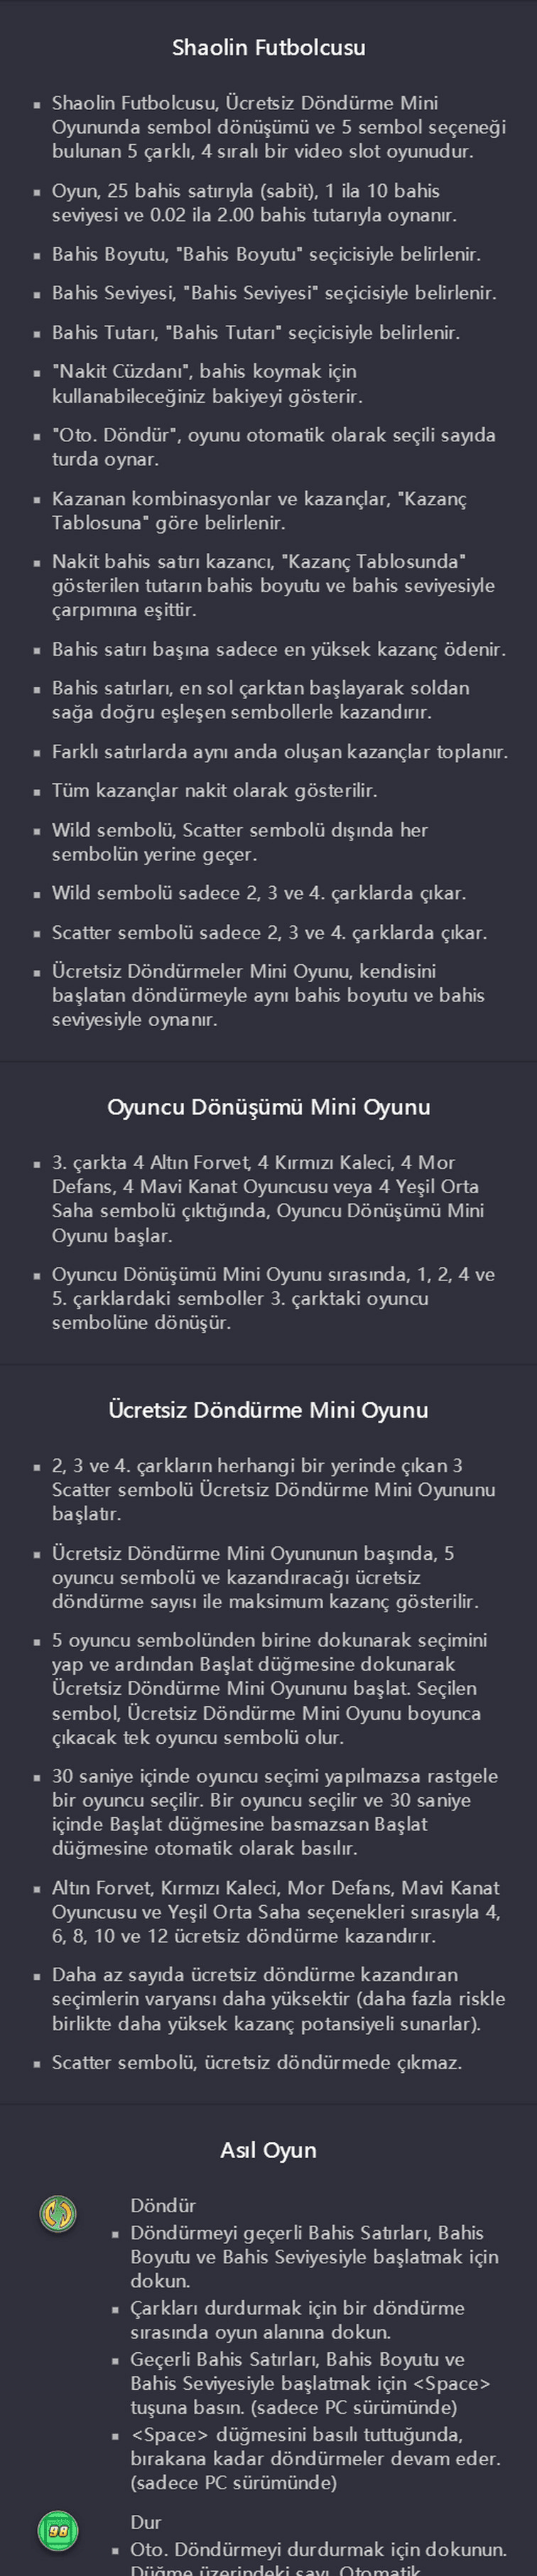 Shaolin Futbolcusu
Shaolin Futbolcusu, Ücretsiz Döndürme Mini
Oyununda sembol dönüşümü ve 5 sembol seçeneği
bulunan 5 çarklı, 4 sıralı bir video slot oyunudur.
Oyun, 25 bahis satırıyla (sabit), 1 ila 10 bahis
seviyesi ve 0.02 ila 2.00 bahis tutarıyla oynanır.
Bahis Boyutu, "Bahis Boyutu" seçicisiyle belirlenir.
Bahis Seviyesi, "Bahis Seviyesi" seçicisiyle belirlenir.
Bahis Tutarı, "Bahis Tutarı" seçicisiyle belirlenir.
"Nakit Cüzdanı", bahis koymak için
kullanabileceğiniz bakiyeyi gösterir.
"Oto. Döndür", oyunu otomatik olarak seçili sayıda
turda oynar.
Kazanan kombinasyonlar ve kazançlar, "Kazanç
Tablosuna" göre belirlenir.
Nakit bahis satırı kazancı, "Kazanç Tablosunda"
gösterilen tutarın bahis boyutu ve bahis seviyesiyle
çarpımına eşittir.
Bahis satırı başına sadece en yüksek kazanç ödenir.
Bahis satırları, en sol çarktan başlayarak soldan
sağa doğru eşleşen sembollerle kazandırır.
Farklı satırlarda aynı anda oluşan kazançlar toplanır.
Tüm kazançlar nakit olarak gösterilir.
Wild sembolü, Scatter sembolü dışında her
sembolün yerine geçer.
Wild sembolü sadece 2, 3 ve 4. çarklarda çıkar.
Scatter sembolü sadece 2, 3 ve 4. çarklarda çıkar.
Ücretsiz Döndürmeler Mini Oyunu, kendisini
başlatan döndürmeyle aynı bahis boyutu ve bahis
seviyesiyle oynanır.
Oyuncu Dönüşümü Mini Oyunu
3. çarkta 4 Altın Forvet, 4 Kırmızı Kaleci, 4 Mor
Defans, 4 Mavi Kanat Oyuncusu veya 4 Yeşil Orta
Saha sembolü çıktığında, Oyuncu Dönüşümü Mini
Oyunu başlar.
Oyuncu Dönüşümü Mini Oyunu sırasında, 1, 2, 4 ve
5. çarklardaki semboller 3. çarktaki oyuncu
sembolüne dönüşür.
Ücretsiz Döndürme Mini Oyunu
2, 3 ve 4. çarkların herhangi bir yerinde çıkan 3
Scatter sembolü Ücretsiz Döndürme Mini Oyununu
başlatır.
Ücretsiz Döndürme Mini Oyununun başında, 5
oyuncu sembolü ve kazandıracağı ücretsiz
döndürme sayısı ile maksimum kazanç gösterilir.
5 oyuncu sembolünden birine dokunarak seçimini
yap ve ardından Başlat düğmesine dokunarak
Ücretsiz Döndürme Mini Oyununu başlat. Seçilen
sembol, Ücretsiz Döndürme Mini Oyunu boyunca
çıkacak tek oyuncu sembolü olur.
30 saniye içinde oyuncu seçimi yapılmazsa rastgele
bir oyuncu seçilir. Bir oyuncu seçilir ve 30 saniye
içinde Başlat düğmesine basmazsan Başlat
düğmesine otomatik olarak basılır.
Altın Forvet, Kırmızı Kaleci, Mor Defans, Mavi Kanat
Oyuncusu ve Yeşil Orta Saha seçenekleri sırasıyla 4,
6, 8, 10 ve 12 ücretsiz döndürme kazandırır.
Daha az sayıda ücretsiz döndürme kazandıran
seçimlerin varyansı daha yüksektir (daha fazla riskle
birlikte daha yüksek kazanç potansiyeli sunarlar).
Scatter sembolü, ücretsiz döndürmede çıkmaz.
Asıl Oyun
Döndür
Döndürmeyi geçerli Bahis Satırları, Bahis
Boyutu ve Bahis Seviyesiyle başlatmak için
dokun.
Çarkları durdurmak için bir döndürme
sırasında oyun alanına dokun.
Geçerli Bahis Satırları, Bahis Boyutu ve
Bahis Seviyesiyle başlatmak için <Space>
tuşuna basın. (sadece PC sürümünde)
<Space> düğmesini basılı tuttuğunda,
bırakana kadar döndürmeler devam eder.
(sadece PC sürümünde)
98
Dur
Oto. Döndürmeyi durdurmak için dokunun.
Düğme üzerindeki sayı, Otomatik